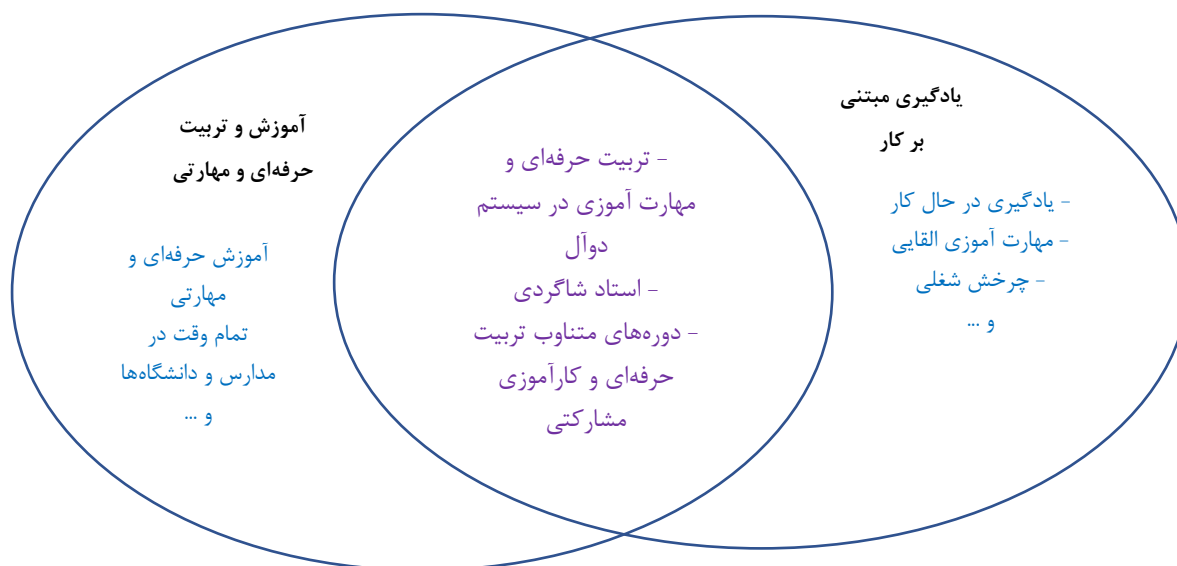 یادگیری مبتنی
بر کار
- یادگیری در حال کار
- مهارت آموزی القایی
- چرخش شغلی
و ...
- تربیت حرفه‌ای و
مهارت آموزی در سیستم
دوآل
- استاد شاگردی
- دوره‌های متناوب تربیت
حرفه‌ای و کارآموزی
مشارکتی
آموزش و تربیت
حرفه‌ای و مهارتی
آموزش حرفه‌ای و
مهارتی
تمام وقت در
مدارس و دانشگاه‌ها
و ...